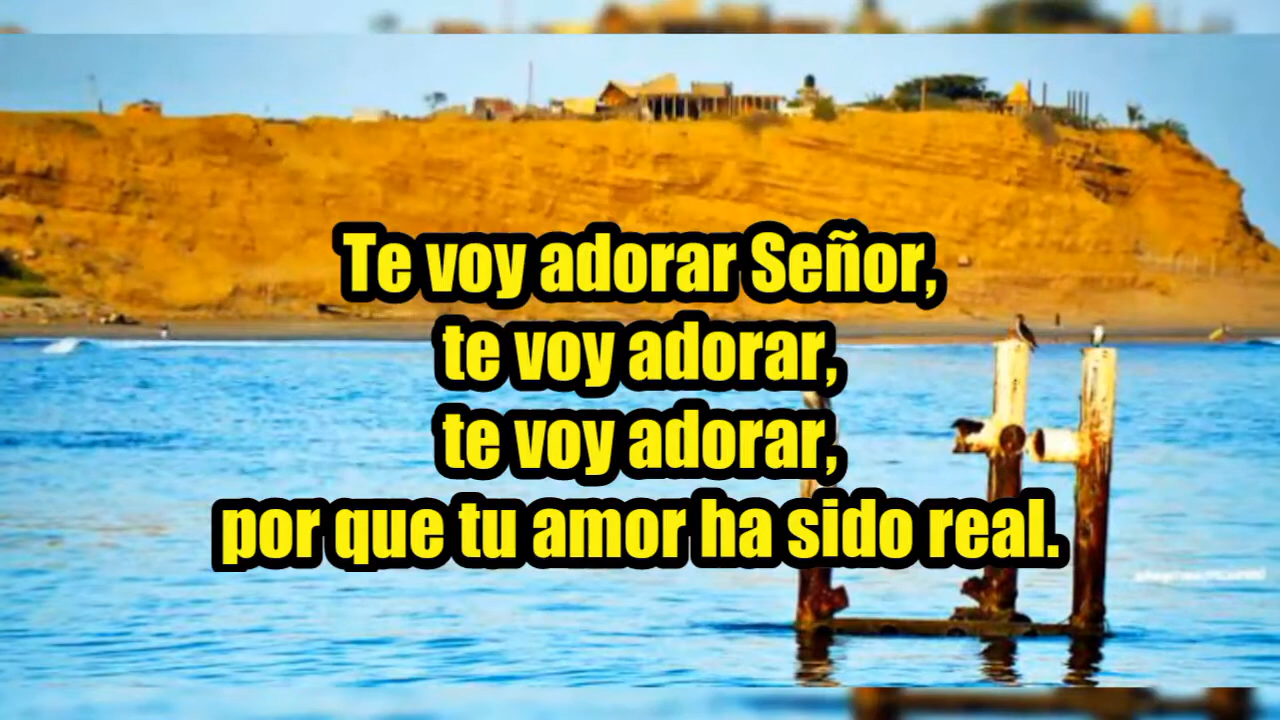 Te voy adorar Señor,
te voy adorar,
te voy adorar,
por que tu amor ha sido real.